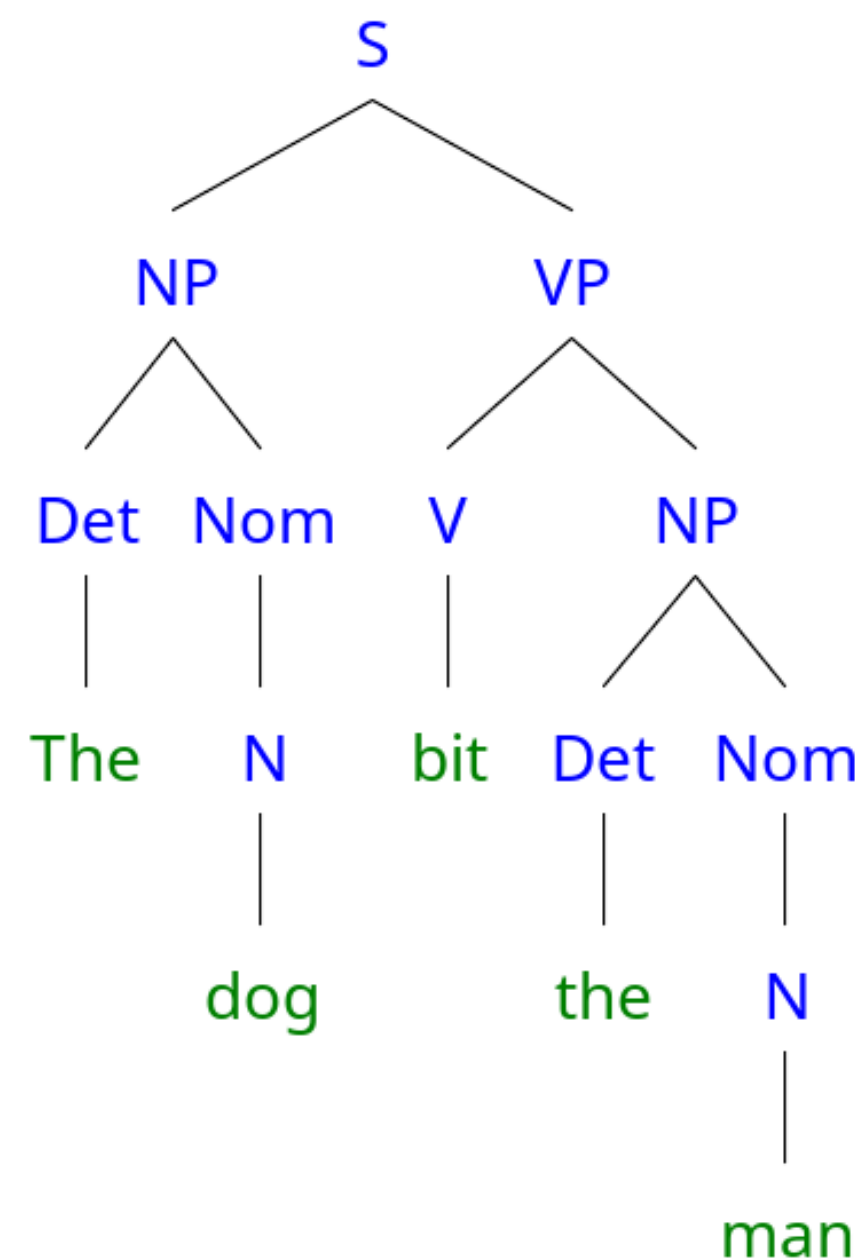 S
NP VP
Det Nom V NP
The N bit Det Nom
dog the N
man